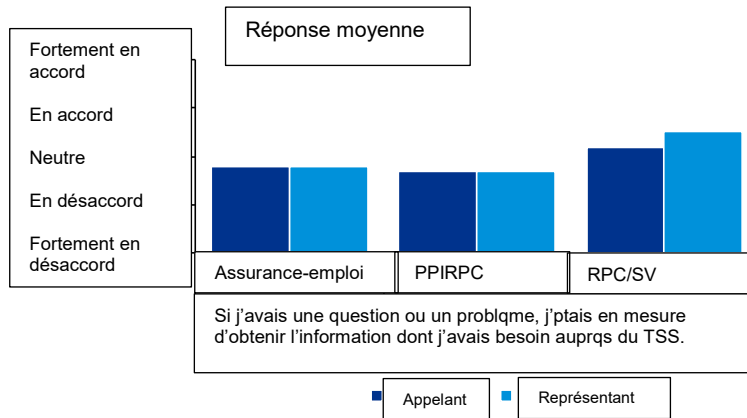 Réponse moyenne
Fortement en
accord
En accord
Neutre
En désaccord
Fortement en
désaccord
Assurance-emploi
PPIRPC
RPC/SV
Si j’avais une question ou un problqme, j’ptais en mesure
d’obtenir l’information dont j’avais besoin auprqs du TSS.
Appelant
Représentant